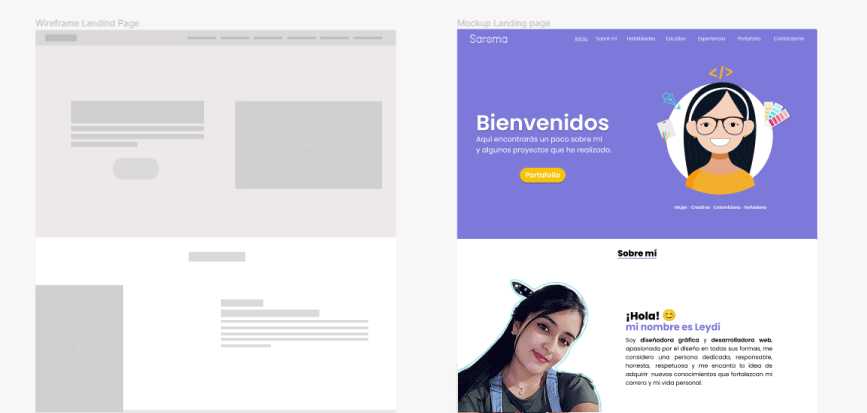 Wireframe Landind Page
Mockup Landing page
Saroma
Inicio Sobre mí Habilidades Estudios Experiencia Portafolio Contáctame
</>
Bienvenidos
Aquí encontrarás un poco sobre mi
y algunos proyectos que he realizado.
Portafolio
Mujer · Creativa · Colombiana · Soñadora
Sobre mí
¡Hola! 😊
mi nombre es Leydi
Soy diseñadora gráfica y desarrolladora web,
apasionada por el diseño en todas sus formas, me
considero una persona dedicada, responsable,
honesta, respetuosa y me encanta la idea de
adquirir nuevos conocimientos que fortalezcan mi
carrera y mi vida personal.